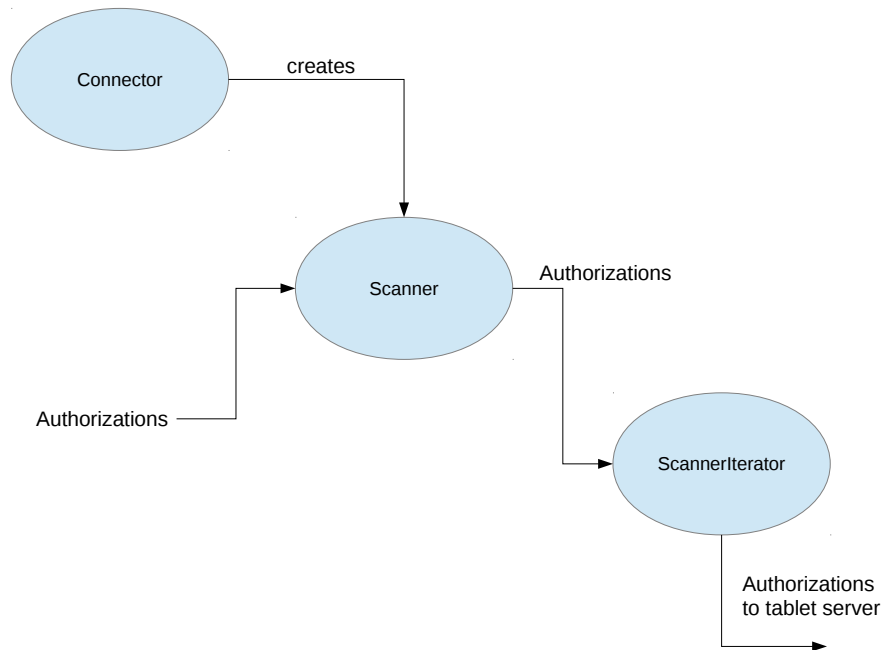 creates
Connector
Authorizations
Scanner
Authorizations
ScannerIterator
Authorizations
to tablet server